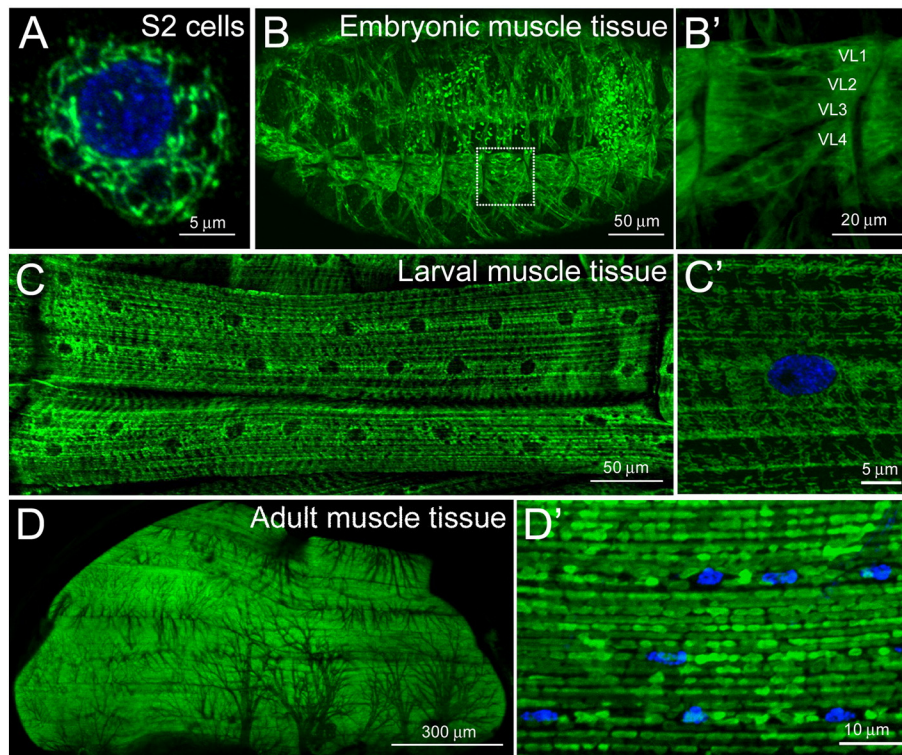 A
S2 cells
5 μm
B
Embryonic muscle tissue
50 μm
B’
VL1
VL2
VL3
VL4
20 μm
C
Larval muscle tissue
50 μm
C’
5 μm
D
Adult muscle tissue
300 μm
D’
10 μm